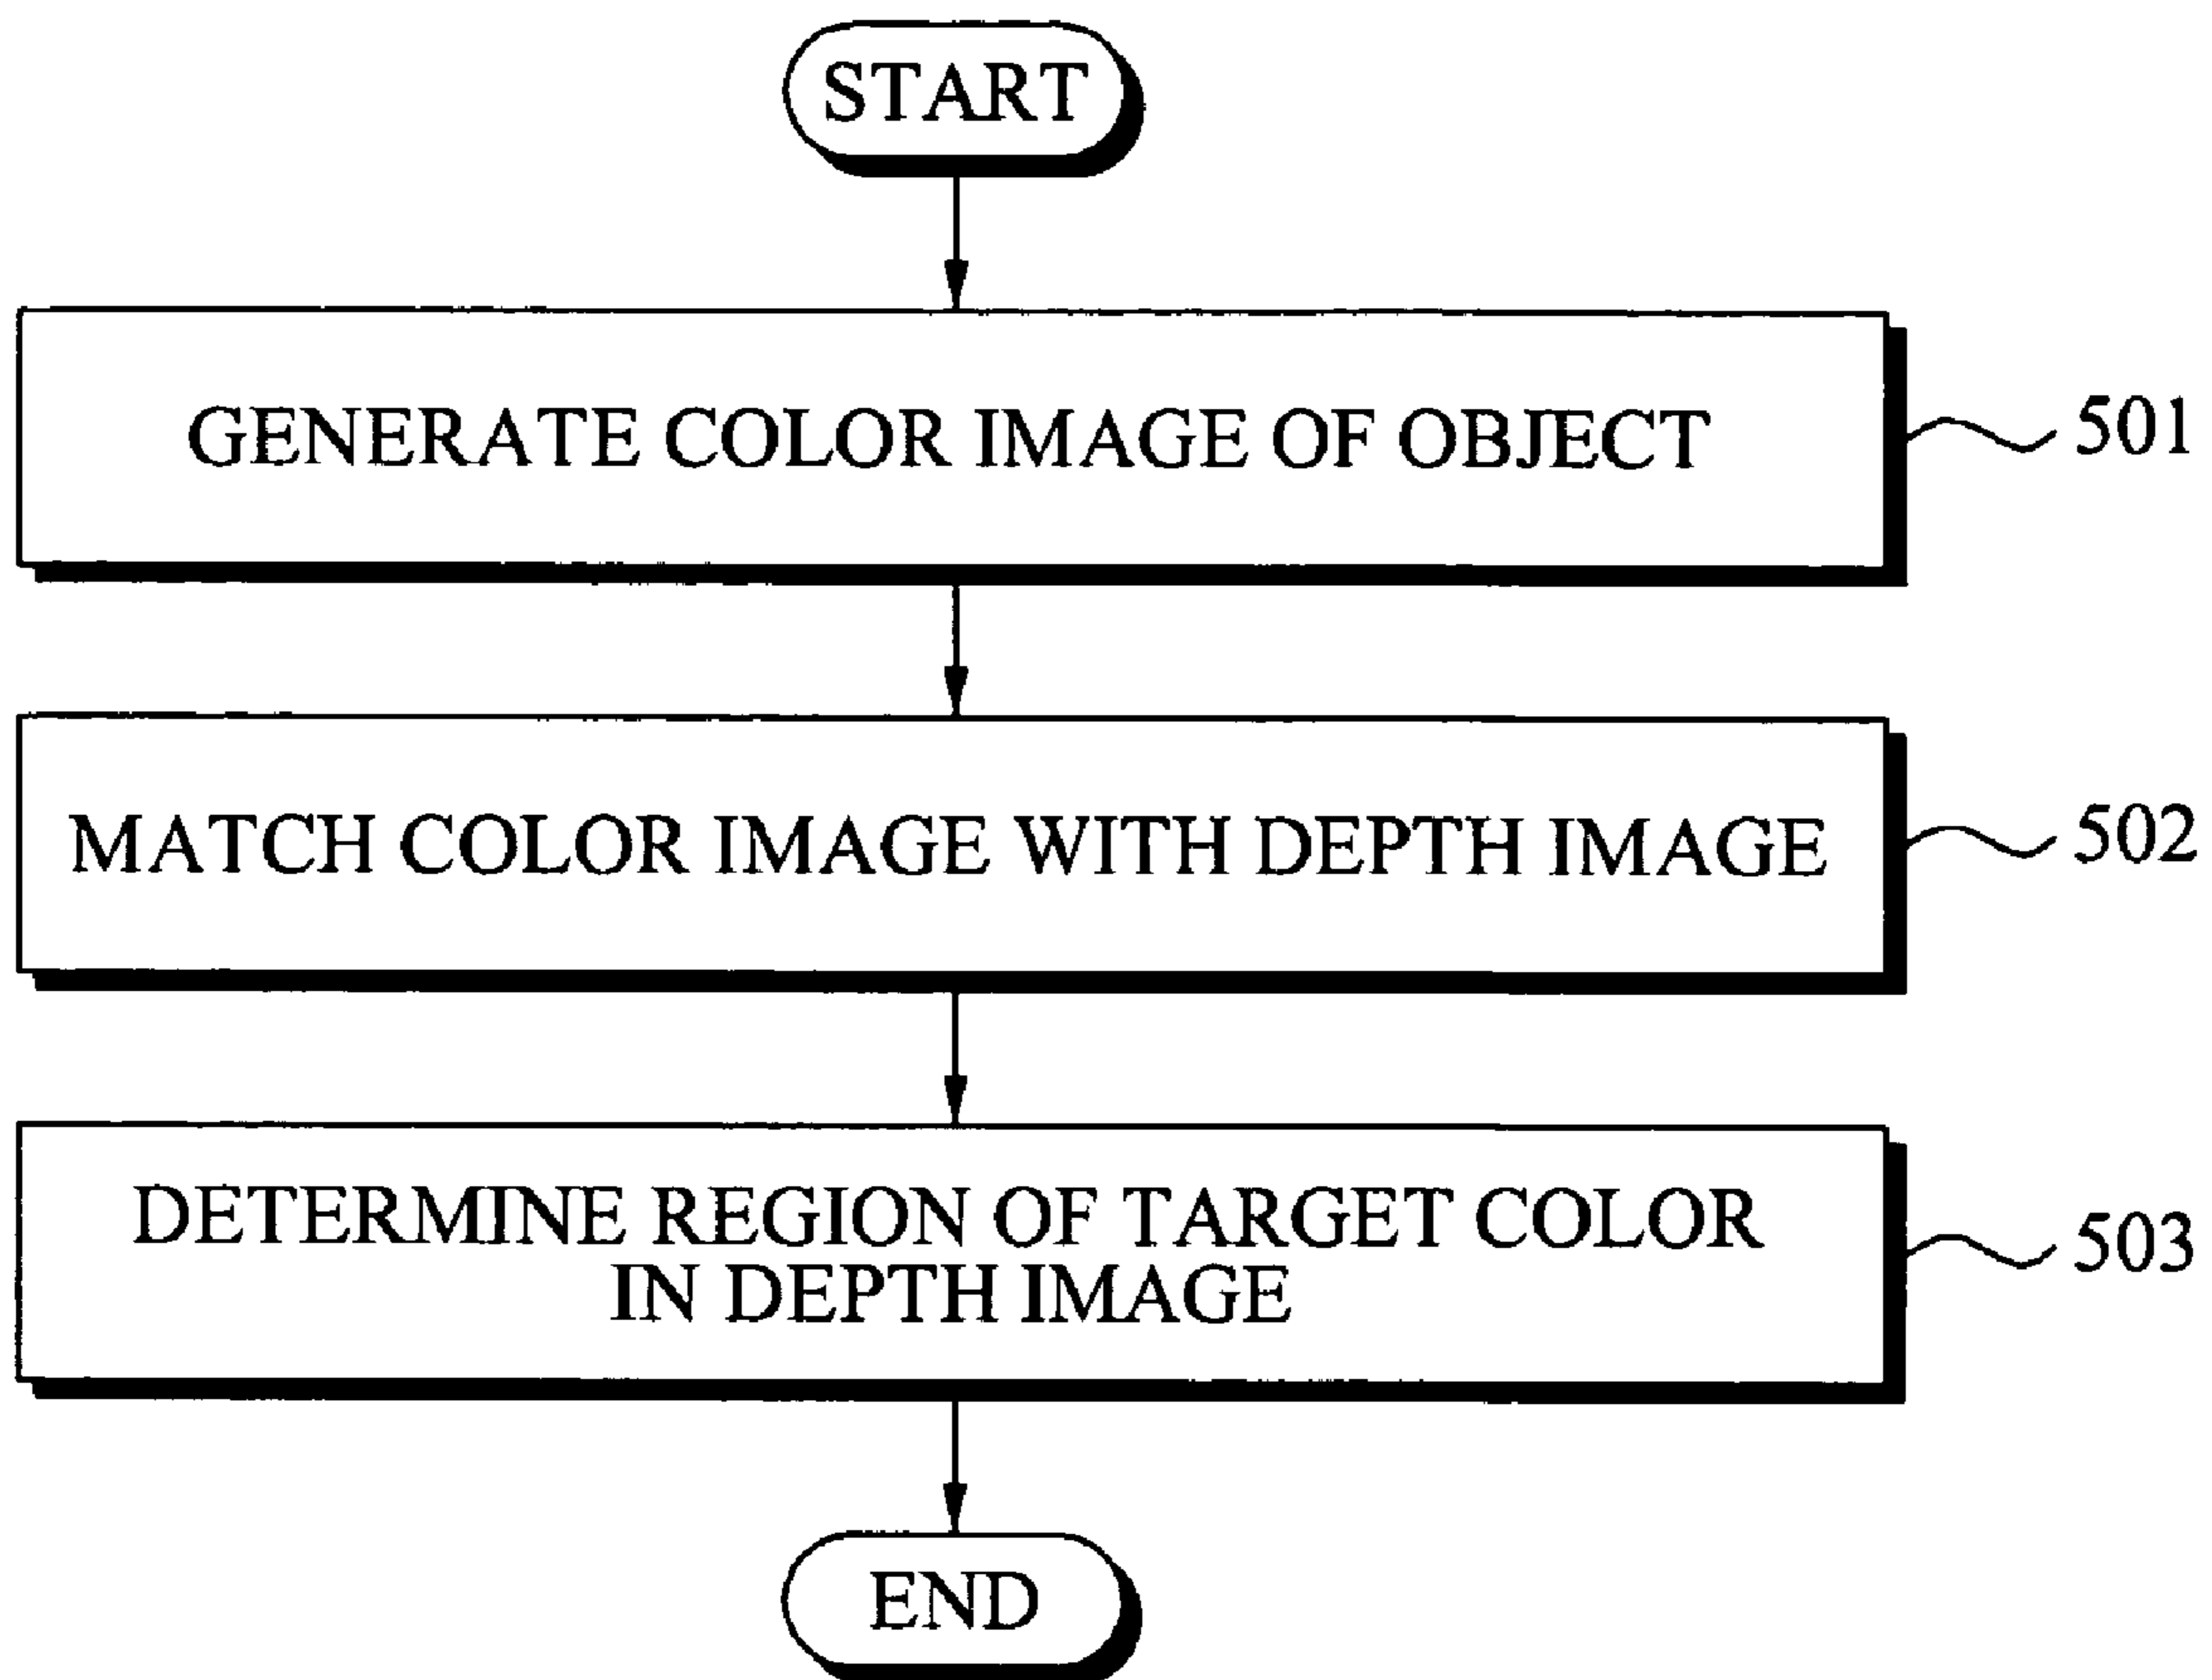 START
GENERATE COLOR IMAGE OF OBJECT
501
MATCH COLOR IMAGE WITH DEPTH IMAGE
502
DETERMINE REGION OF TARGET COLOR
IN DEPTH IMAGE
503
END